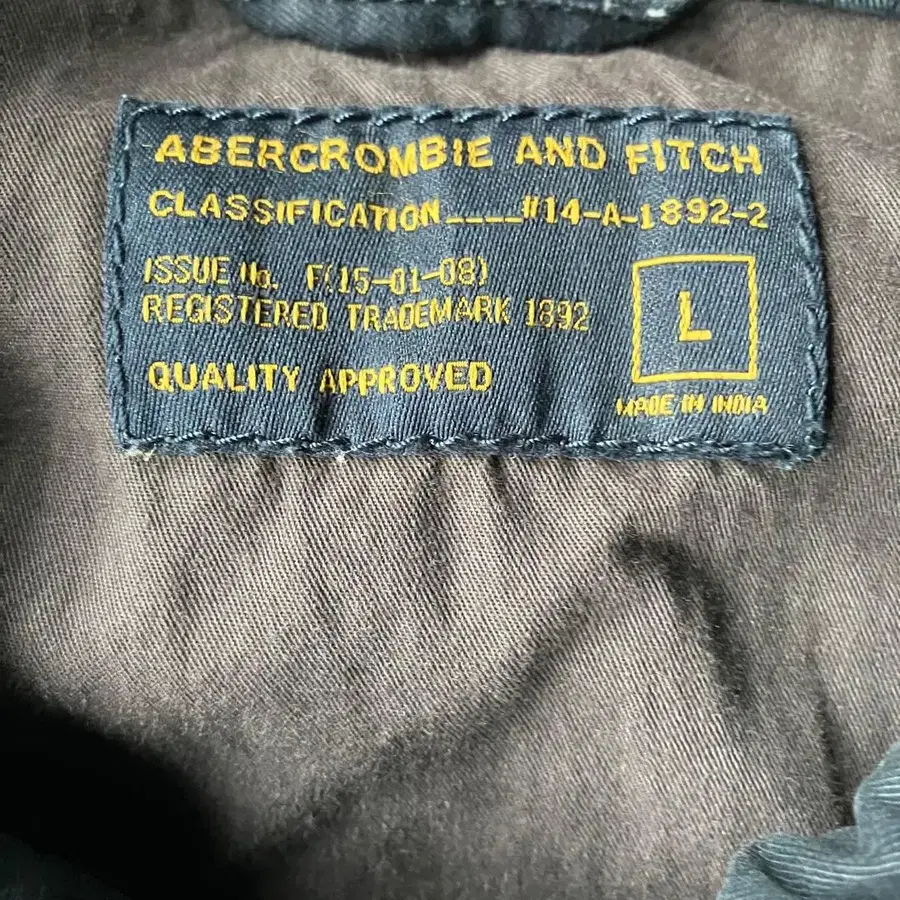 ABERCROMBIE AND FITCH
CLASSIFICATION____#14-A-1892-2
ISSUE No. F(15-01-08)
REGISTERED TRADEMARK 1892
L
QUALITY APPROVED
MADE IN INDIA